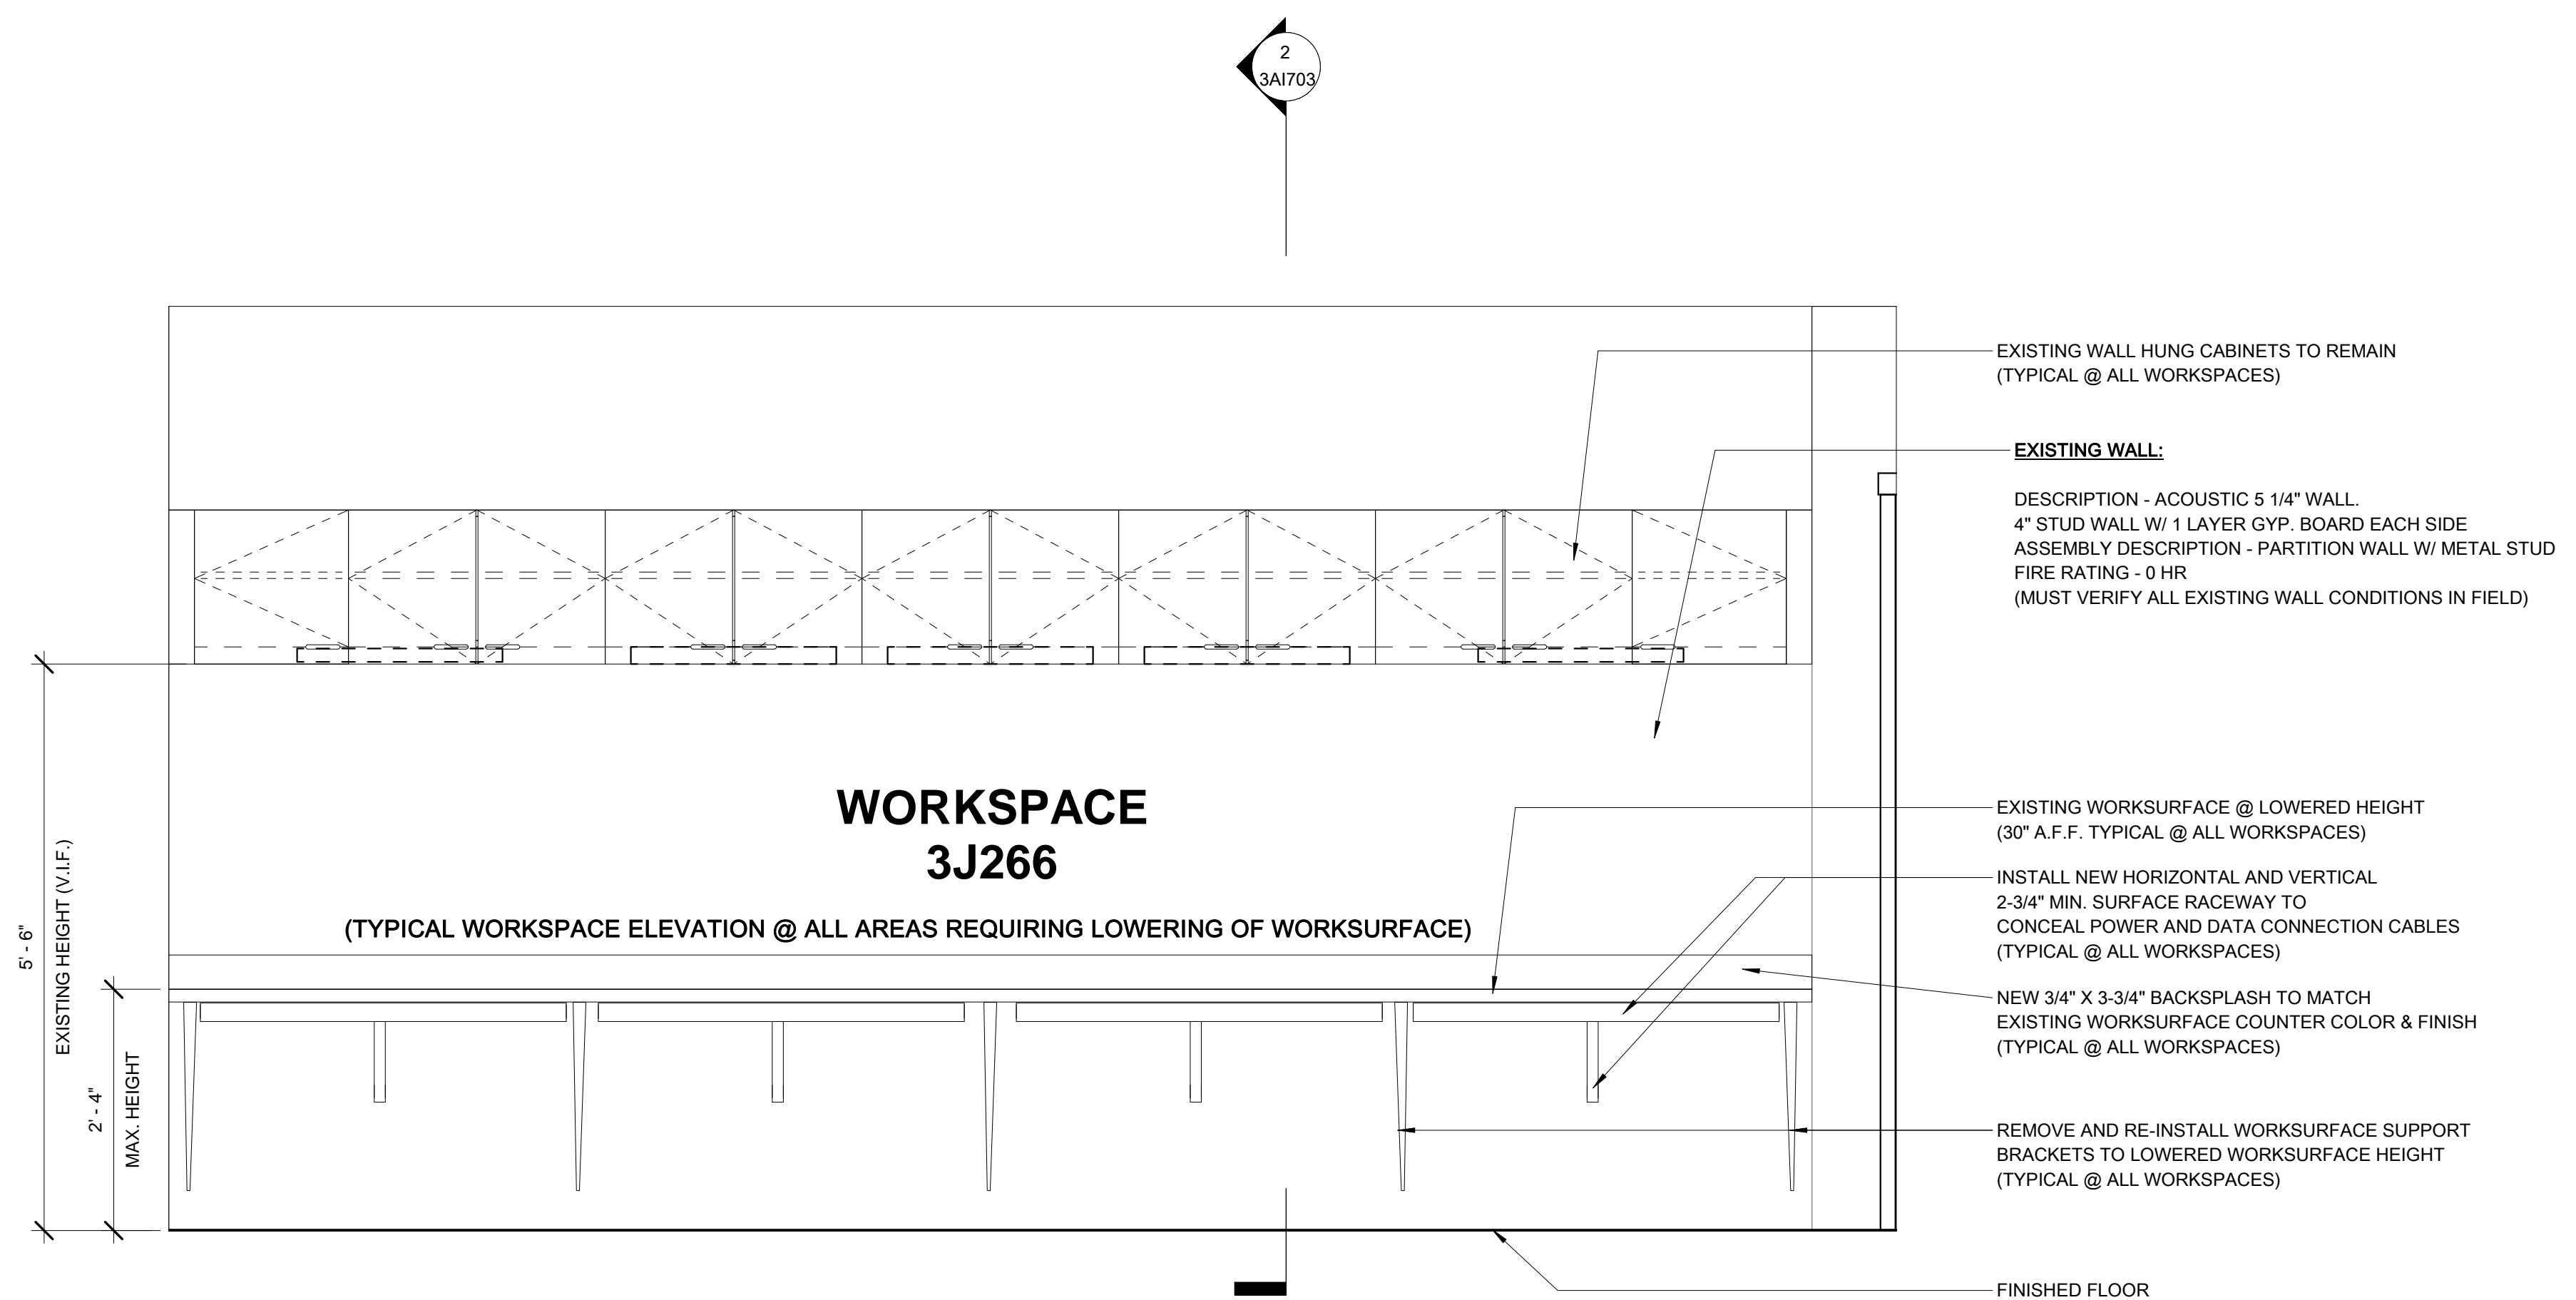 2
3AI703
EXISTING WALL HUNG CABINETS TO REMAIN
(TYPICAL @ ALL WORKSPACES)
EXISTING WALL:
DESCRIPTION - ACOUSTIC 5 1/4" WALL.
4" STUD WALL W/ 1 LAYER GYP. BOARD EACH SIDE
ASSEMBLY DESCRIPTION - PARTITION WALL W/ METAL STUD
FIRE RATING - 0 HR
(MUST VERIFY ALL EXISTING WALL CONDITIONS IN FIELD)
WORKSPACE
3J266
(TYPICAL WORKSPACE ELEVATION @ ALL AREAS REQUIRING LOWERING OF WORKSURFACE)
5' - 6"
EXISTING HEIGHT (V.I.F.)
2' - 4"
MAX. HEIGHT
EXISTING WORKSURFACE @ LOWERED HEIGHT
(30" A.F.F. TYPICAL @ ALL WORKSPACES)
INSTALL NEW HORIZONTAL AND VERTICAL
2-3/4" MIN. SURFACE RACEWAY TO
CONCEAL POWER AND DATA CONNECTION CABLES
(TYPICAL @ ALL WORKSPACES)
NEW 3/4" X 3-3/4" BACKSPLASH TO MATCH
EXISTING WORKSURFACE COUNTER COLOR & FINISH
(TYPICAL @ ALL WORKSPACES)
REMOVE AND RE-INSTALL WORKSURFACE SUPPORT
BRACKETS TO LOWERED WORKSURFACE HEIGHT
(TYPICAL @ ALL WORKSPACES)
FINISHED FLOOR